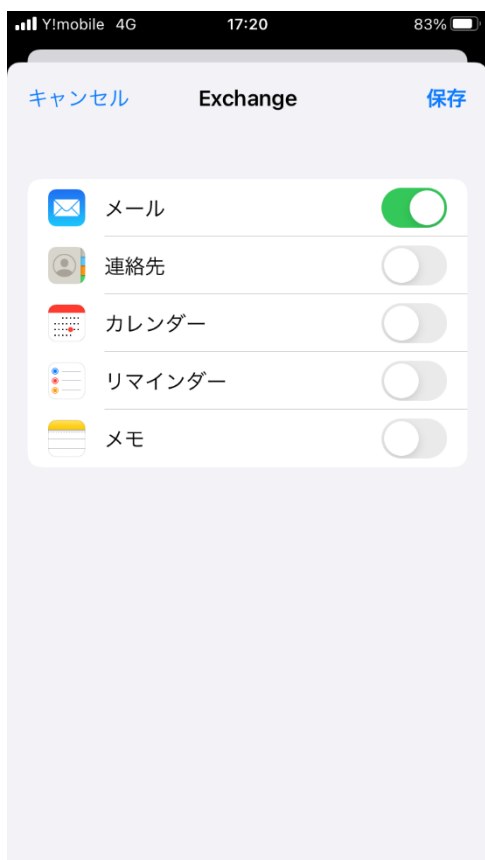 Y!mobile 4G 17:20 83%
キャンセル Exchange 保存
メール
連絡先
カレンダー
リマインダー
メモ